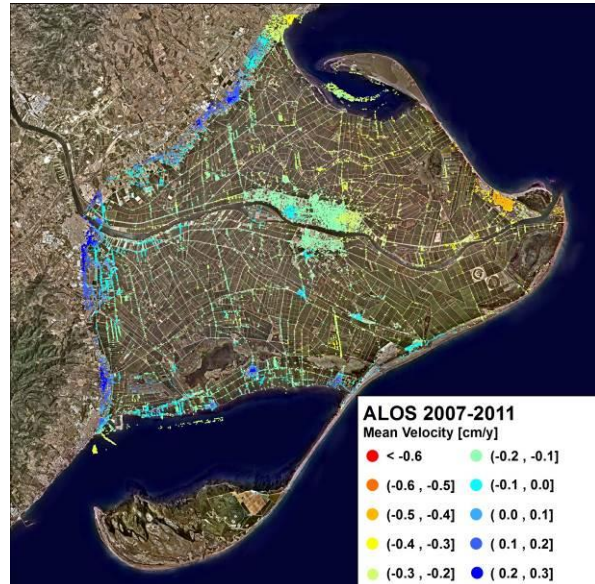 ALOS 2007-2011
Mean Velocity [cm/y]
< -0.6 (-0.2 , -0.1]
(-0.6 , -0.5] (-0.1, 0.0]
(-0.5 , -0.4] ( 0.0 , 0.1]
(-0.4 , -0.3] ( 0.1 , 0.2]
(-0.3 , -0.2] ( 0.2 , 0.3]